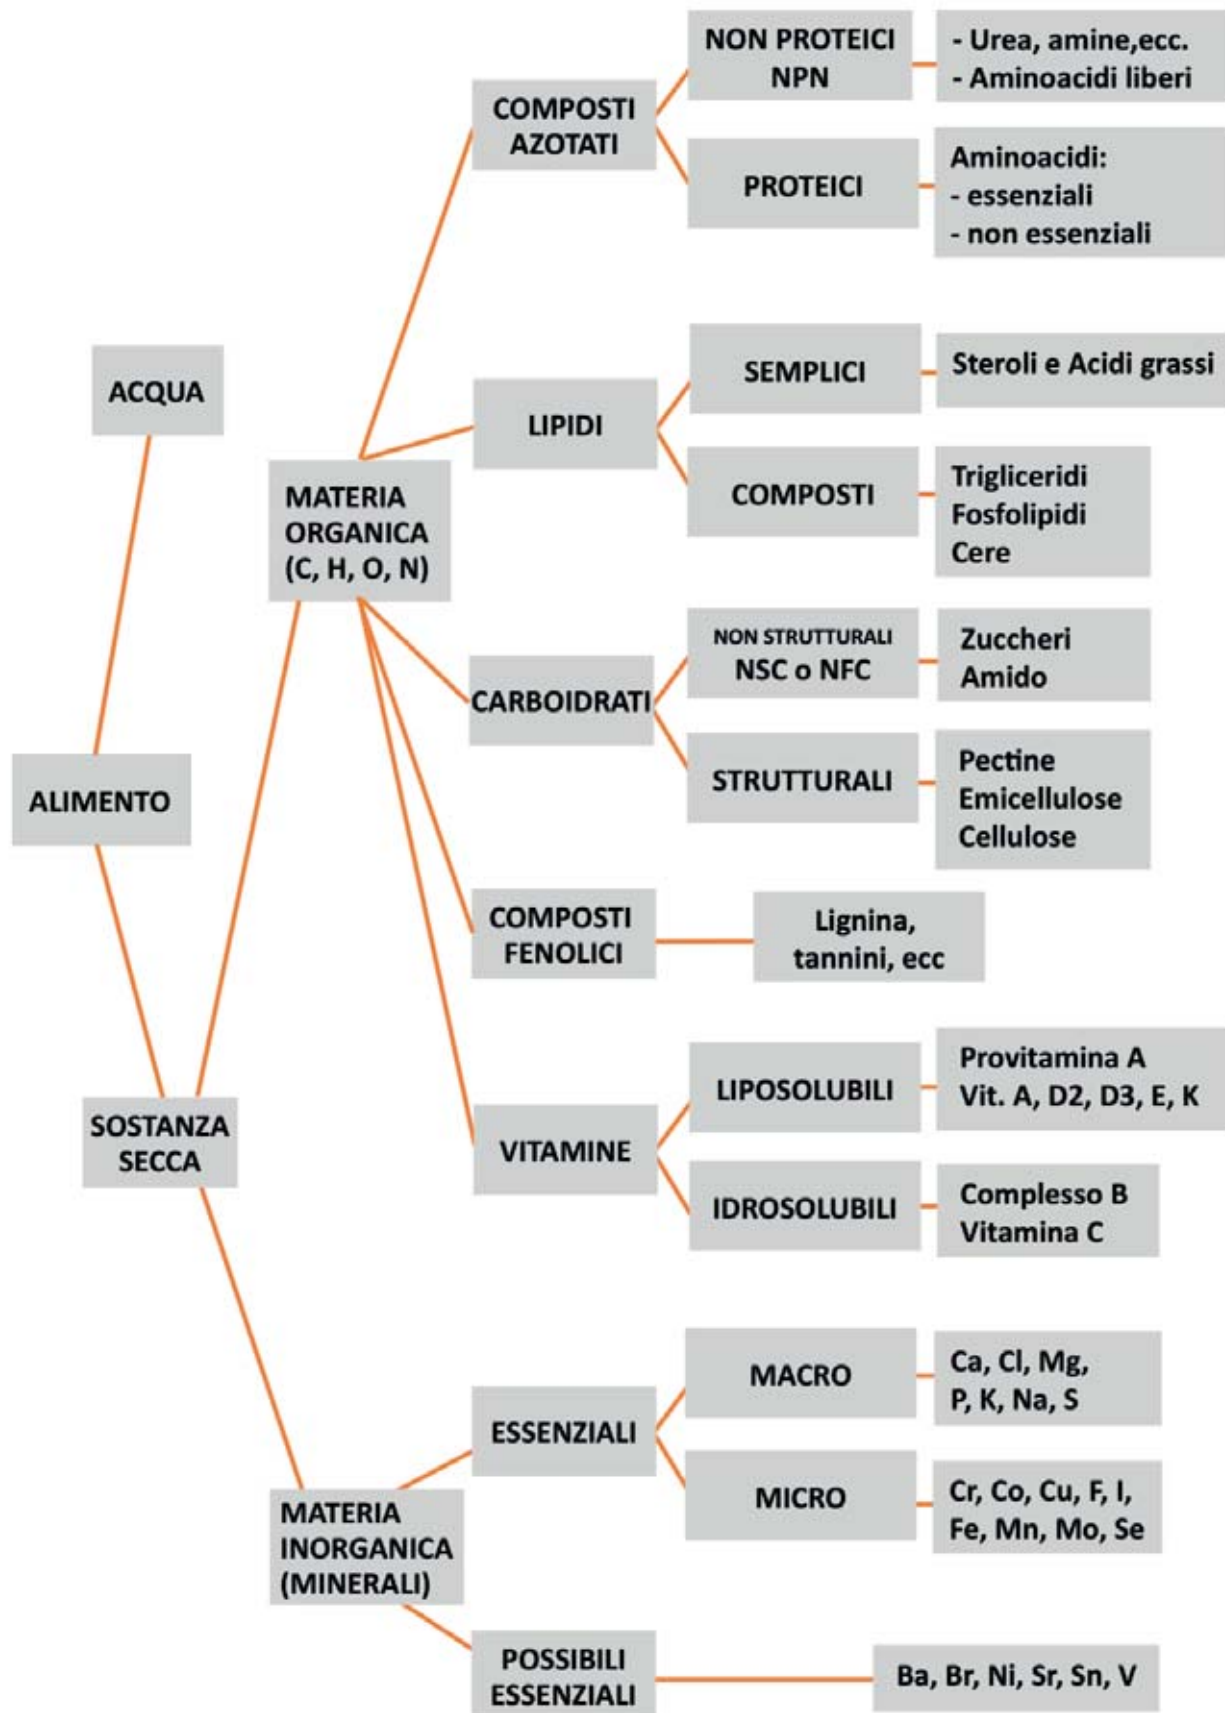 NON PROTEICI
NPN
- Urea, amine,ecc.
- Aminoacidi liberi
COMPOSTI
AZOTATI
PROTEICI
Aminoacidi:
- essenziali
- non essenziali
ACQUA
SEMPLICI
Steroli e Acidi grassi
LIPIDI
COMPOSTI
Trigliceridi
Fosfolipidi
Cere
MATERIA
ORGANICA
(C, H, O, N)
NON STRUTTURALI
NSC o NFC
Zuccheri
Amido
CARBOIDRATI
STRUTTURALI
Pectine
Emicellulose
Cellulose
ALIMENTO
COMPOSTI
FENOLICI
Lignina,
tannini, ecc
LIPOSOLUBILI
Provitamina A
Vit. A, D2, D3, E, K
SOSTANZA
SECCA
VITAMINE
IDROSOLUBILI
Complesso B
Vitamina C
MACRO
Ca, Cl, Mg,
P, K, Na, S
ESSENZIALI
MICRO
Cr, Co, Cu, F, I,
Fe, Mn, Mo, Se
MATERIA
INORGANICA
(MINERALI)
POSSIBILI
ESSENZIALI
Ba, Br, Ni, Sr, Sn, V